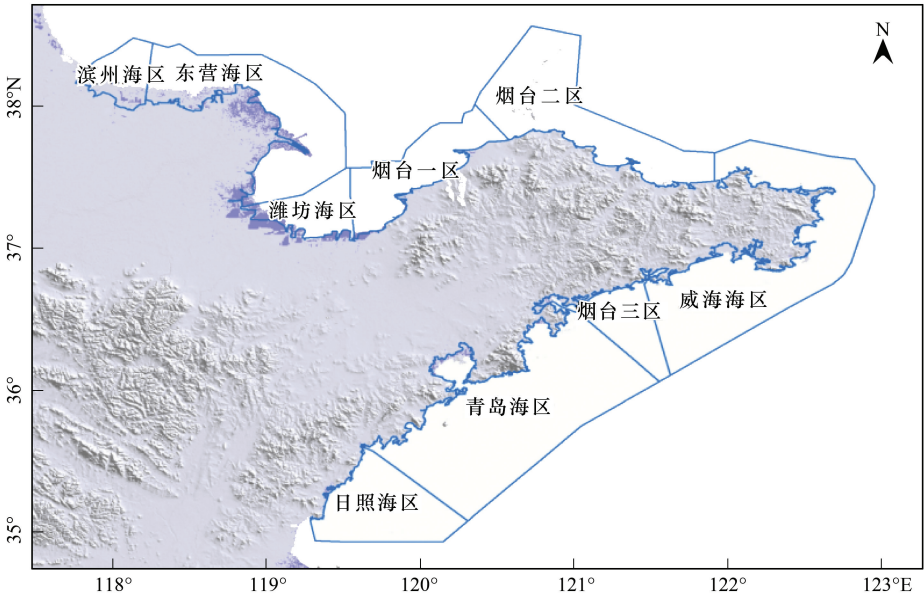 N
滨州海区
东营海区
烟台二区
烟台一区
潍坊海区
烟台三区
威海海区
青岛海区
日照海区
38°N
37°
36°
35°
118°
119°
120°
121°
122°
123°E